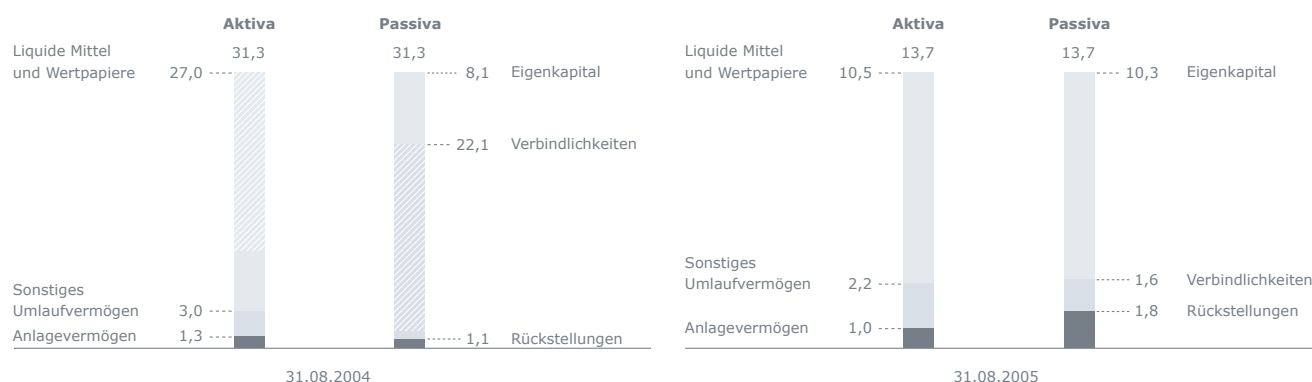 Aktiva Passiva
Liquide Mittel 31,3 31,3
und Wertpapiere 27,0 8,1 Eigenkapital
22,1 Verbindlichkeiten
Sonstiges
Umlaufvermögen 3,0
Anlagevermögen 1,3 1,1 Rückstellungen
31.08.2004
Aktiva Passiva
Liquide Mittel 13,7 13,7
und Wertpapiere 10,5 10,3 Eigenkapital
Sonstiges
Umlaufvermögen 2,2 1,6 Verbindlichkeiten
1,8 Rückstellungen
Anlagevermögen 1,0
31.08.2005